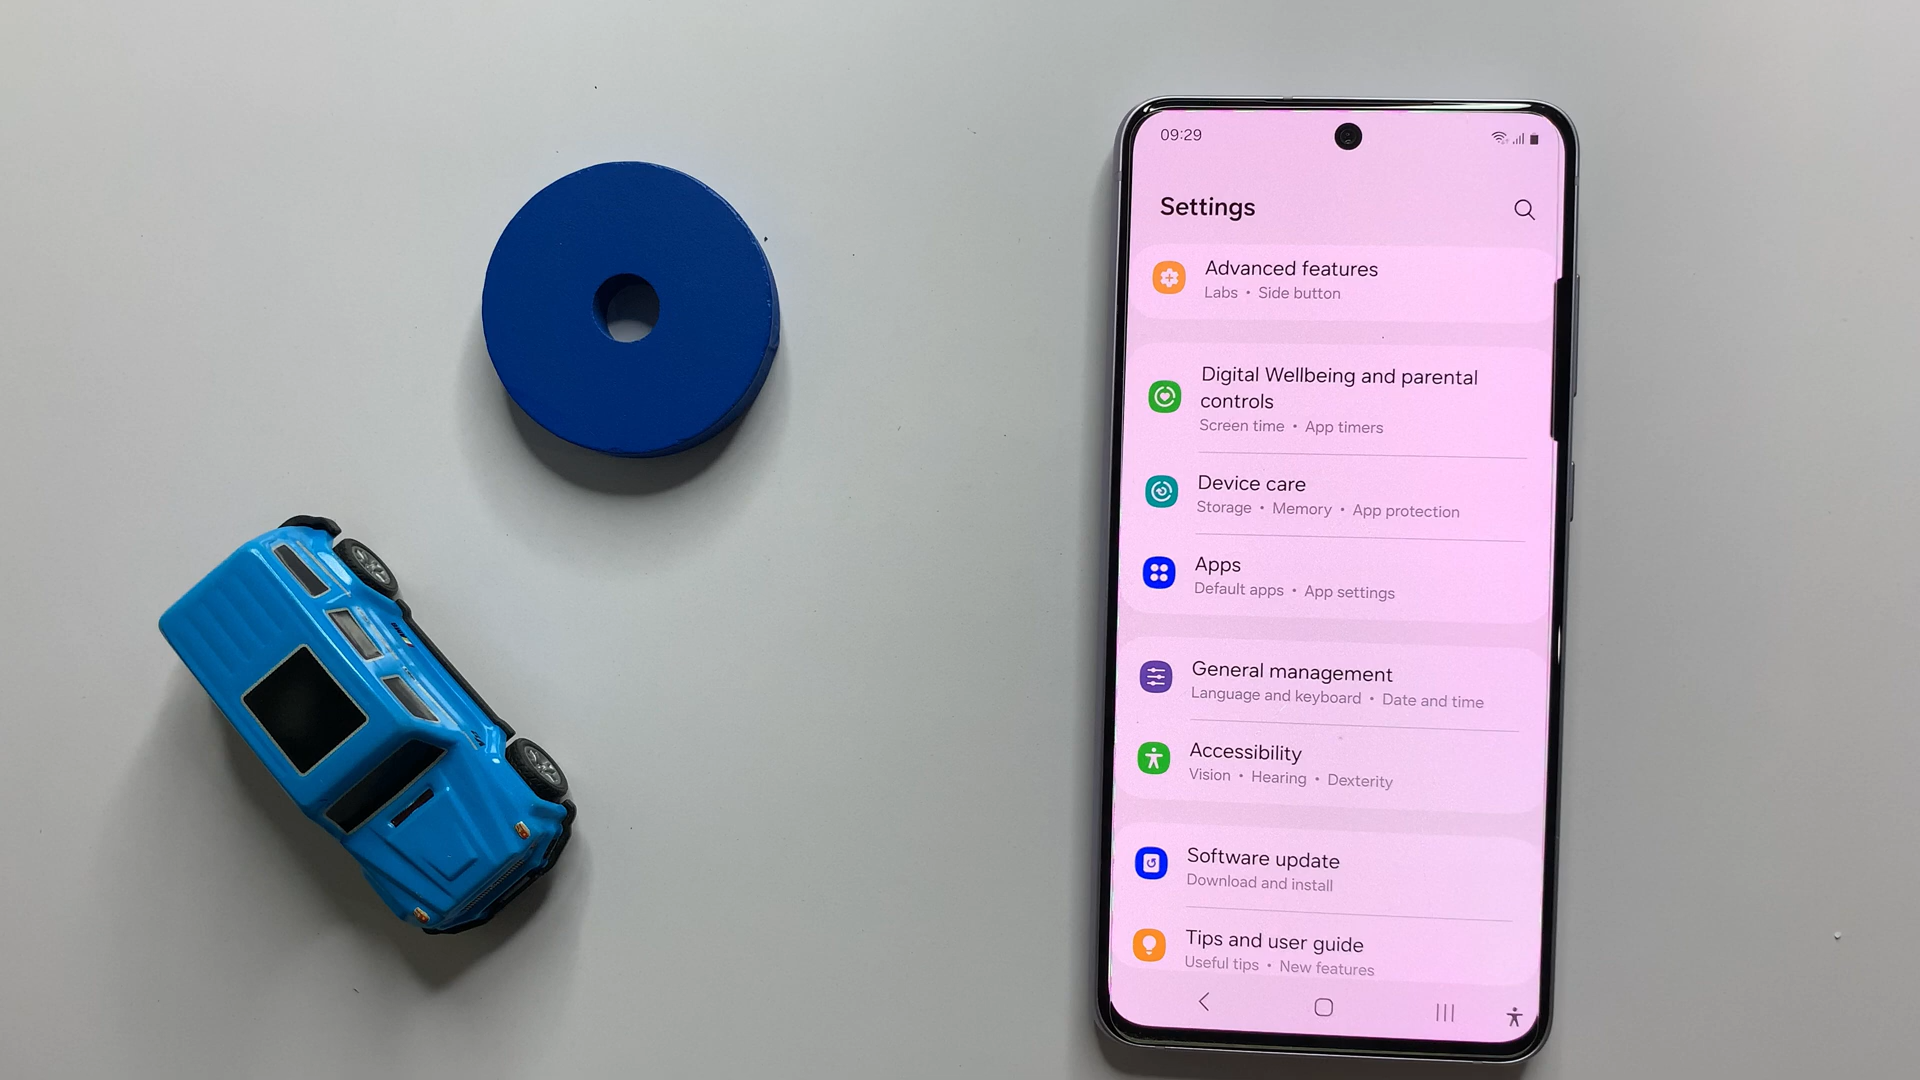 09:29
Settings
Advanced features
Labs • Side button
Digital Wellbeing and parental
controls
Screen time • App timers
Device care
Storage • Memory • App protection
Apps
Default apps • App settings
General management
Language and keyboard • Date and time
Accessibility
Vision • Hearing • Dexterity
Software update
Download and install
Tips and user guide
Useful tips • New features